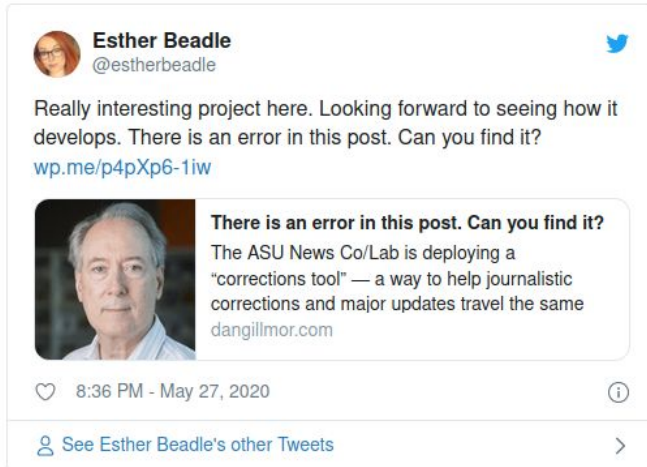 Esther Beadle
@estherbeadle
Really interesting project here. Looking forward to seeing how it
develops. There is an error in this post. Can you find it?
wp.me/p4pXp6-1iw
There is an error in this post. Can you find it?
The ASU News Co/Lab is deploying a
“corrections tool” — a way to help journalistic
corrections and major updates travel the same
dangillmor.com
8:36 PM - May 27, 2020
See Esther Beadle's other Tweets